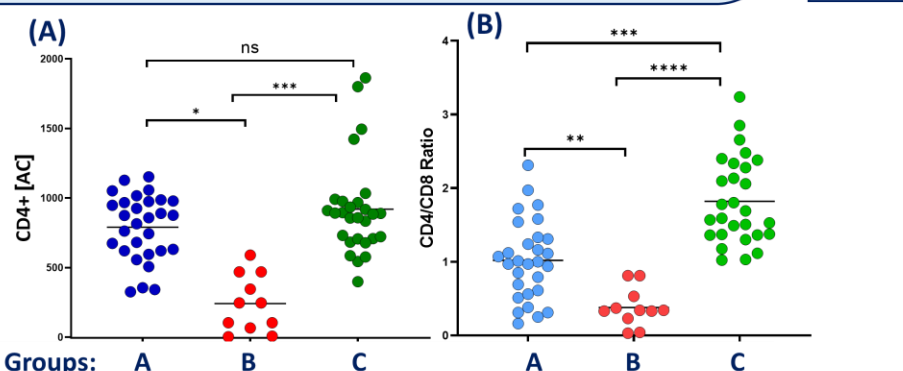 (A)
ns
***
*
CD4+ [AC]
2000
1500
1000
500
0
Groups: A B C
(B)
***
****
**
CD4/CD8 Ratio
4
3
2
1
0
A B C